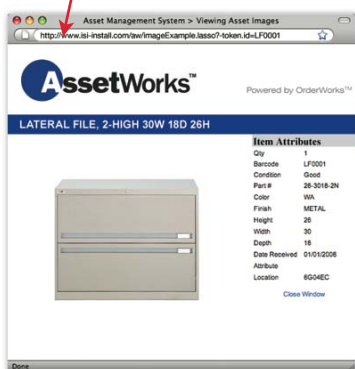 Asset Management System > Viewing Asset Images
http://www.isi-install.com/aw/imageExample.lasso?-token.id=LF0001
AssetWorks™
Powered by OrderWorks™
LATERAL FILE, 2-HIGH 30W 18D 26H
Item Attributes
Qty 1
Barcode LF0001
Condition Good
Part # 26-3018-2N
Color WA
Finish METAL
Height 26
Width 30
Depth 18
Date Received 01/01/2006
Attribute
Location 6G04EC
Close Window
Done